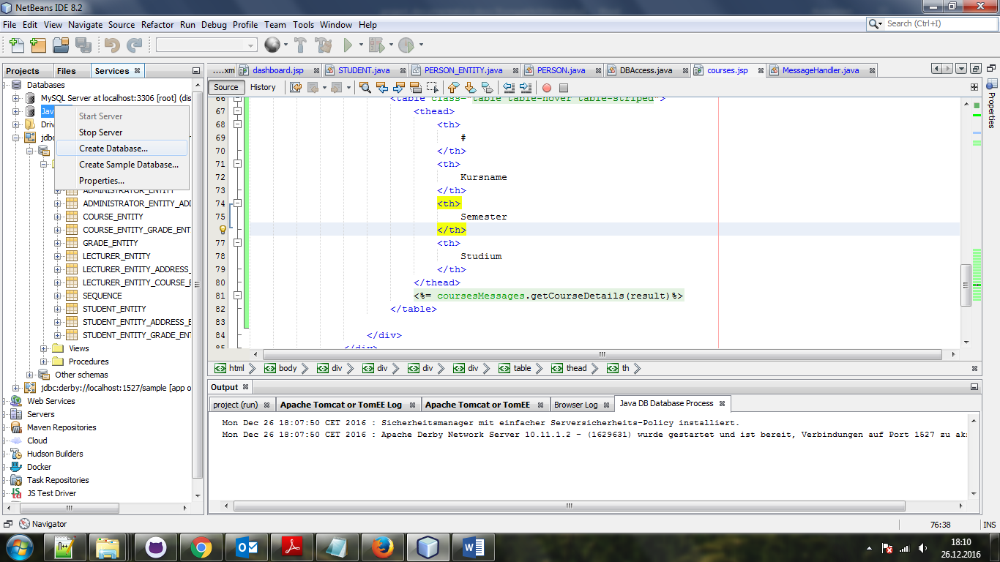 NetBeans IDE 8.2
File Edit View Navigate Source Refactor Run Debug Profile Team Tools Window Help
Search (Ctrl+I)
Projects Files Services
Databases
MySQL Server at localhost:3306 [root] (dis
Jav
Driv
jdbc
Start Server
Stop Server
Create Database...
Create Sample Database...
Properties...
ADMINISTRATOR_ENTITY
ADMINISTRATOR_ENTITY_ADD
COURSE_ENTITY
COURSE_ENTITY_GRADE_ENT
GRADE_ENTITY
LECTURER_ENTITY
LECTURER_ENTITY_ADDRESS_
LECTURER_ENTITY_COURSE_E
SEQUENCE
STUDENT_ENTITY
STUDENT_ENTITY_ADDRESS_E
STUDENT_ENTITY_GRADE_ENT
Views
Procedures
Other schemas
jdbc:derby://localhost:1527/sample [app o
Web Services
Servers
Maven Repositories
Cloud
Hudson Builders
Docker
Task Repositories
JS Test Driver
Navigator
....xm dashboard.jsp STUDENT.java PERSON_ENTITY.java PERSON.java DBAccess.java courses.jsp MessageHandler.java
Source History
66 <table class="table table-hover table-striped">
67 <thead>
68 <th>
69 #
70 </th>
71 <th>
72 Kursname
73 </th>
74 <th>
75 Semester
</th>
77 <th>
78 Studium
79 </th>
80 </thead>
81 <%= coursesMessages.getCourseDetails(result)%>
82 </table>
83
84 </div>
85 </div>
html body div div div div table thead th
Properties
Output
project (run) Apache Tomcat or TomEE Log Apache Tomcat or TomEE Browser Log Java DB Database Process
Mon Dec 26 18:07:50 CET 2016 : Sicherheitsmanager mit einfacher Serversicherheits-Policy installiert.
Mon Dec 26 18:07:50 CET 2016 : Apache Derby Network Server 10.11.1.2 - (1629631) wurde gestartet und ist bereit, Verbindungen auf Port 1527 zu ak
76:38 INS
18:10
26.12.2016